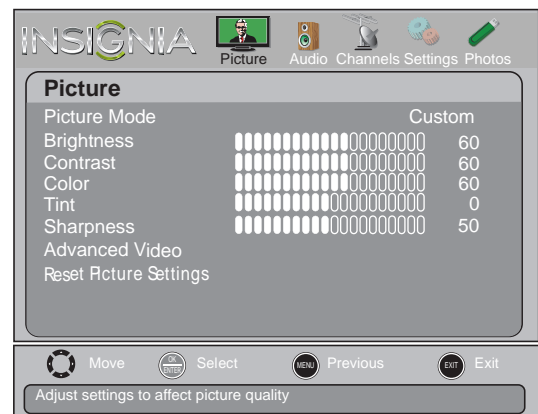 INSIGNIA
Picture Audio Channels Settings Photos
Picture
Picture Mode Custom
Brightness 60
Contrast 60
Color 60
Tint 0
Sharpness 50
Advanced Video
Reset Picture Settings
Move OK ENTER Select MENU Previous EXIT Exit
Adjust settings to affect picture quality